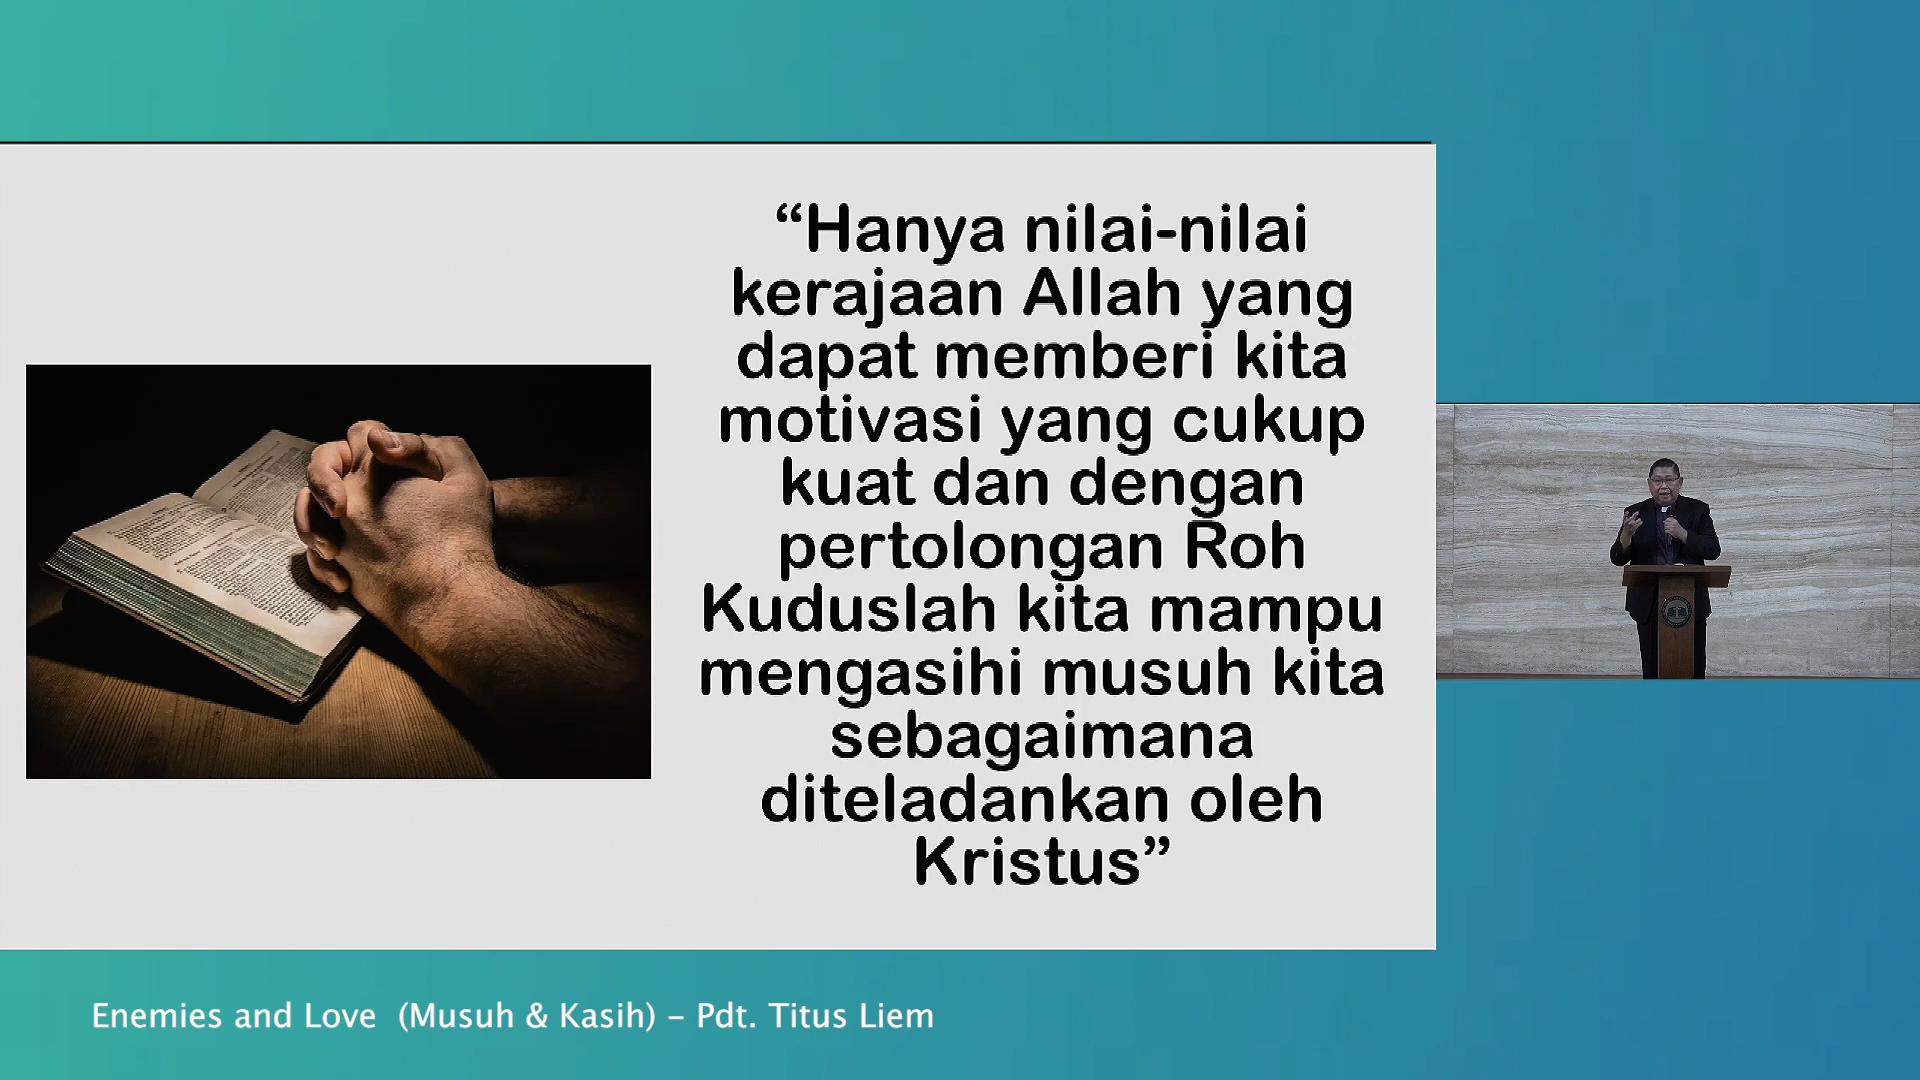 “Hanya nilai-nilai
kerajaan Allah yang
dapat memberi kita
motivasi yang cukup
kuat dan dengan
pertolongan Roh
Kuduslah kita mampu
mengasihi musuh kita
sebagaimana
diteladankan oleh
Kristus”
Enemies and Love  (Musuh & Kasih) – Pdt. Titus Liem